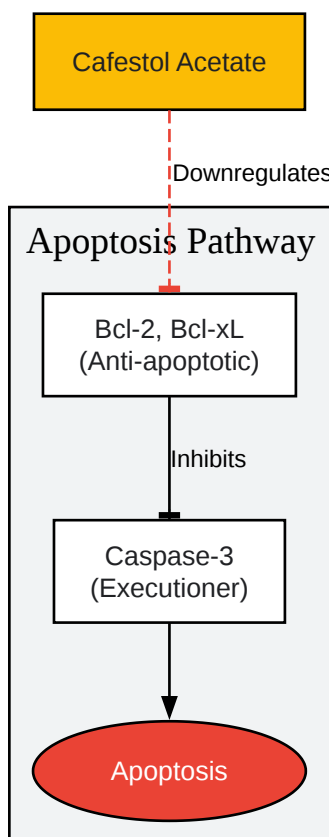 Cafestol Acetate
Downregulates
Apoptosis Pathway
Bcl-2, Bcl-xL
(Anti-apoptotic)
Inhibits
Caspase-3
(Executioner)
Apoptosis